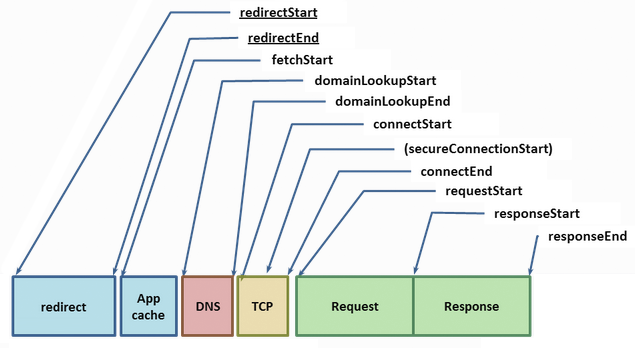 redirectStart
redirectEnd
fetchStart
domainLookupStart
domainLookupEnd
connectStart
(secureConnectionStart)
connectEnd
requestStart
responseStart
responseEnd
redirect
App
cache
DNS
TCP
Request
Response